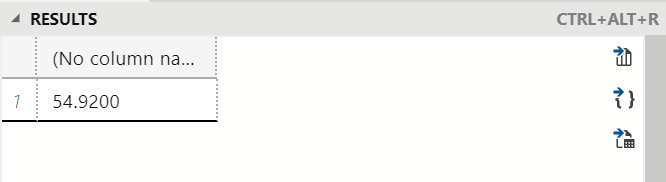 RESULTS CTRL+ALT+R
(No column na...
1 54.9200